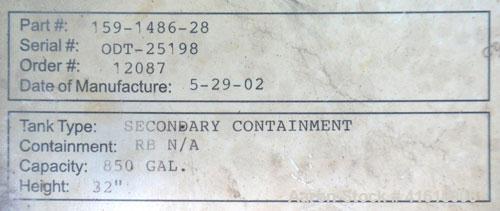 Part #: 159-1486-28
Serial #: ODT-25198
Order #: 12087
Date of Manufacture: 5-29-02
Tank Type: SECONDARY CONTAINMENT
Containment: RB N/A
Capacity: 850 GAL.
Height: 32"